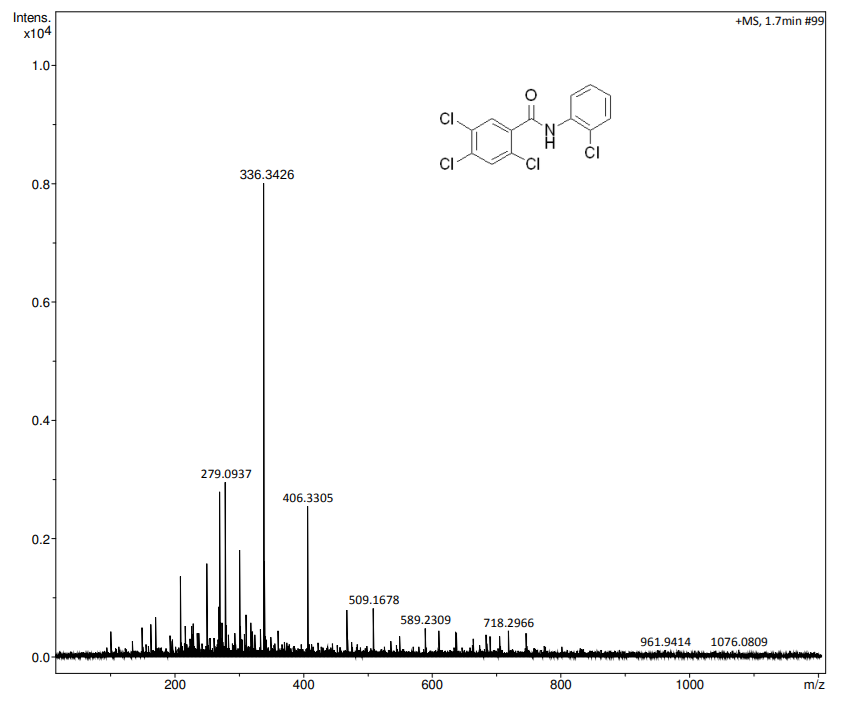 Intens.
x10⁴
+MS, 1.7min #99
1.0
0.8
0.6
0.4
0.2
0.0
O
Cl
N
H
Cl
Cl
Cl
336.3426
279.0937
406.3305
509.1678
589.2309
718.2966
961.9414
1076.0809
200
400
600
800
1000
m/z